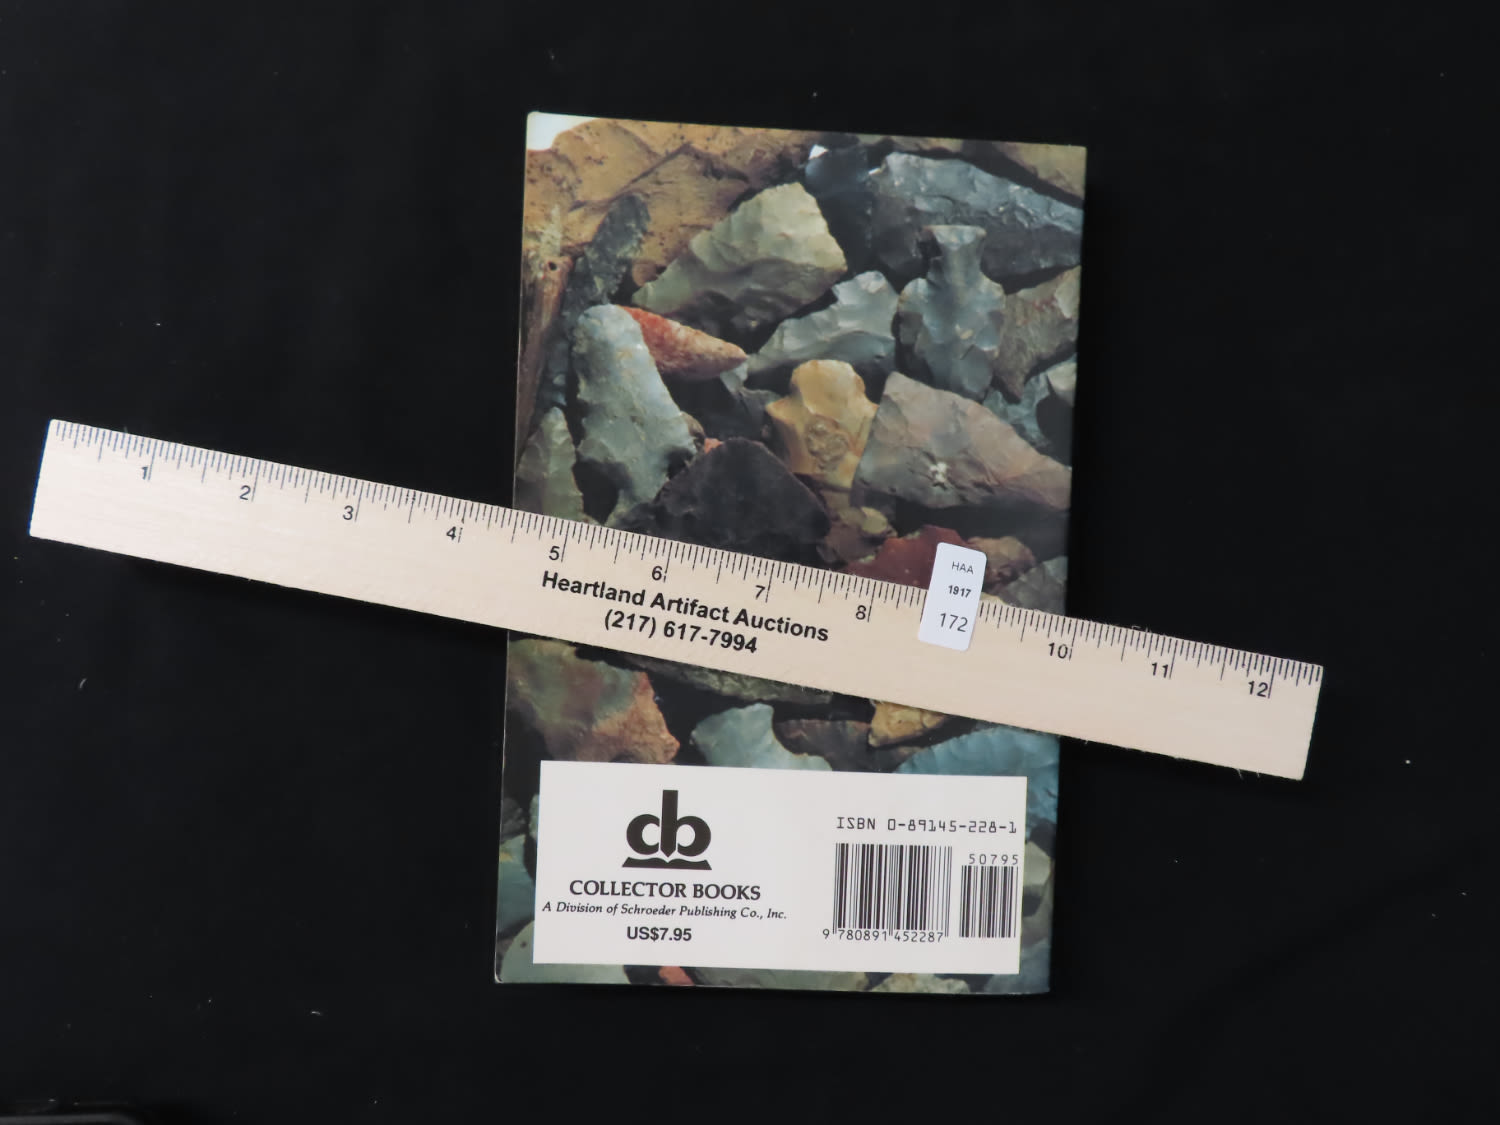 1 2 3 4 5 6 7 8 10 11 12
Heartland Artifact Auctions
(217) 617-7994
HAA
1917
172
cb
COLLECTOR BOOKS
A Division of Schroeder Publishing Co., Inc.
US$7.95
ISBN 0-89145-228-1
50795
9 780891 452287